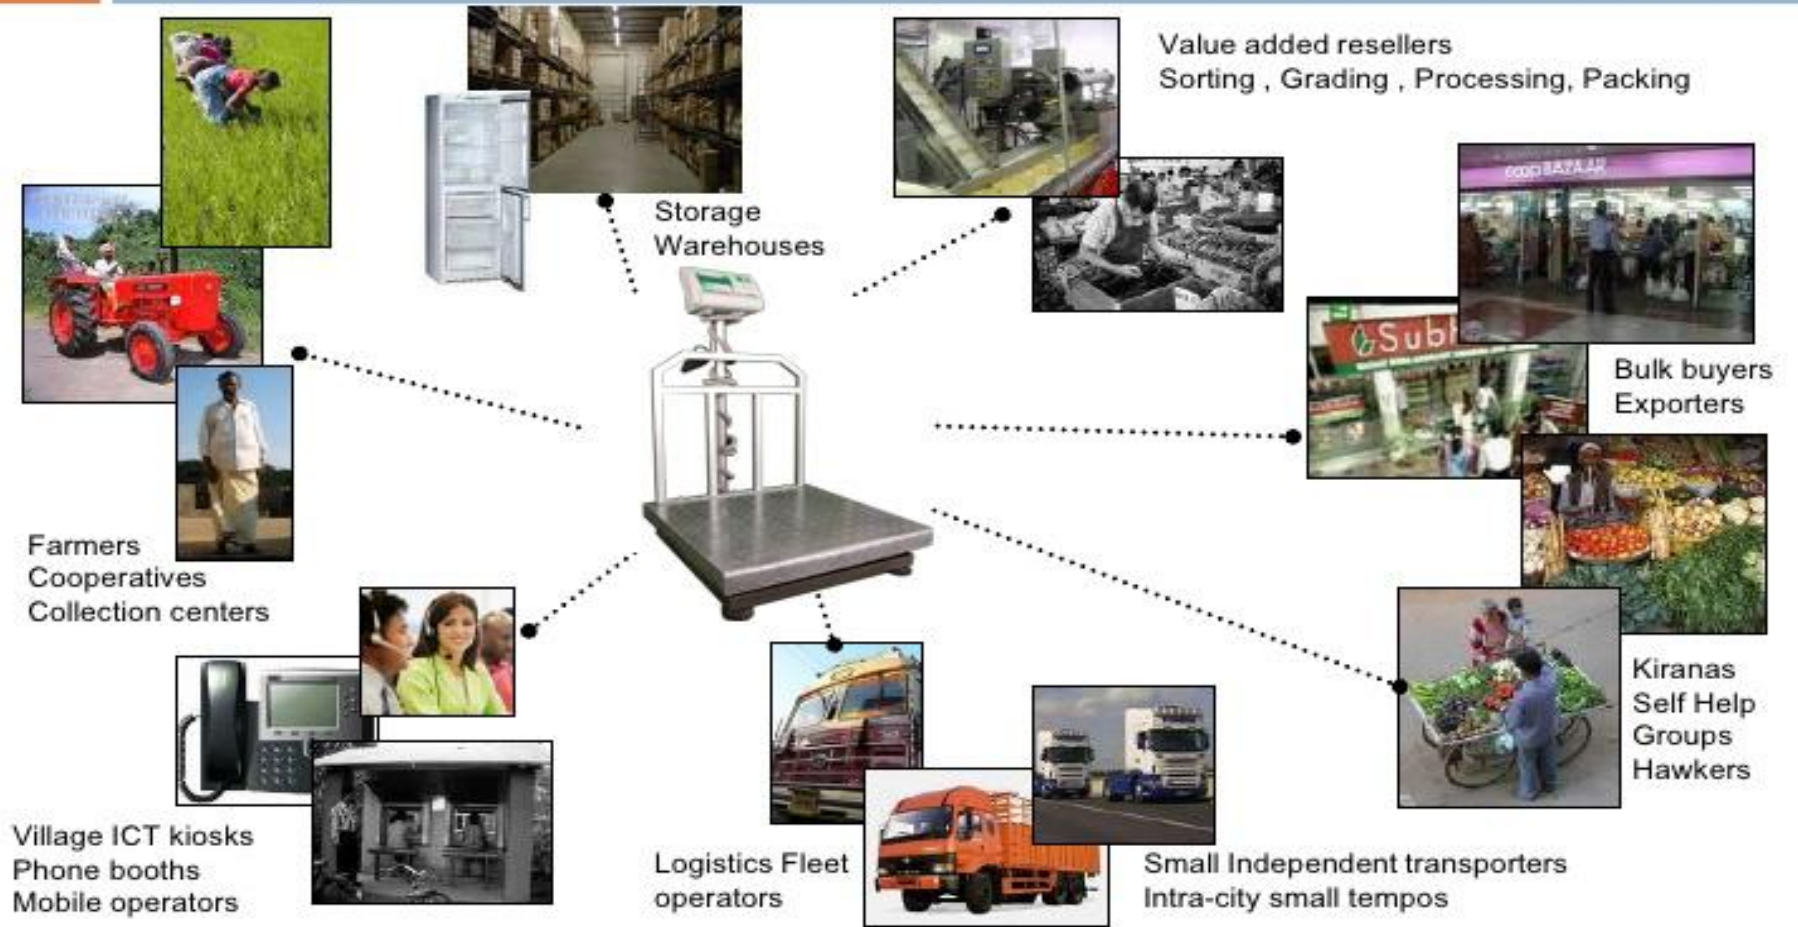 Value added resellers
Sorting , Grading , Processing, Packing
Storage
Warehouses
Bulk buyers
Exporters
Farmers
Cooperatives
Collection centers
Kiranas
Self Help
Groups
Hawkers
Village ICT kiosks
Phone booths
Mobile operators
Logistics Fleet
operators
Small Independent transporters
Intra-city small tempos
BAZAAR
Sub